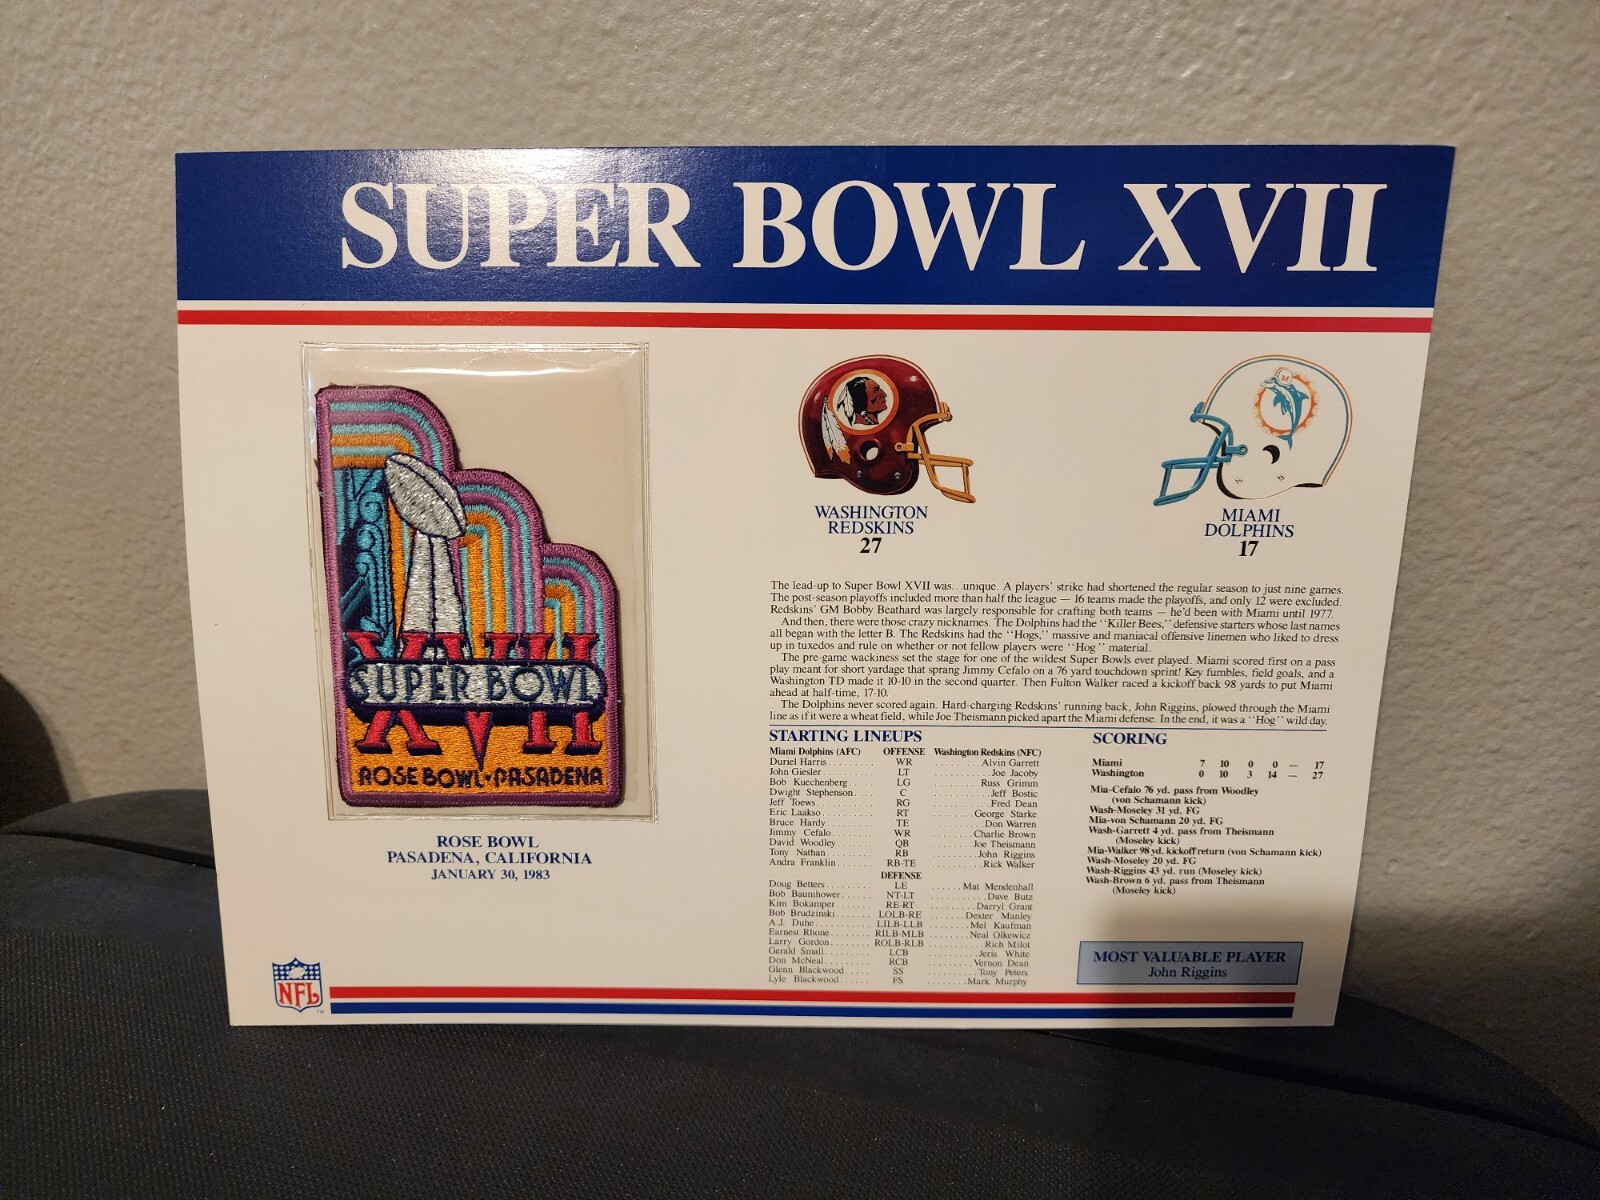 SUPER BOWL XVII
XVII
SUPER BOWL
XVII
ROSE BOWL · PASADENA
ROSE BOWL
PASADENA, CALIFORNIA
JANUARY 30, 1983
WASHINGTON
REDSKINS
27
M
MIAMI
DOLPHINS
17
The lead-up to Super Bowl XVII was...unique. A players' strike had shortened the regular season to just nine games.
The post-season playoffs included more than half the league — 16 teams made the playoffs, and only 12 were excluded.
Redskins' GM Bobby Beathard was largely responsible for crafting both teams — he'd been with Miami until 1977.
And then, there were those crazy nicknames. The Dolphins had the "Killer Bees," defensive starters whose last names
all began with the letter B. The Redskins had the "Hogs," massive and maniacal offensive linemen who liked to dress
up in tuxedos and rule on whether or not fellow players were "Hog" material.
The pre-game wackiness set the stage for one of the wildest Super Bowls ever played. Miami scored first on a pass
play meant for short yardage that sprang Jimmy Cefalo on a 76 yard touchdown sprint! Key fumbles, field goals, and a
Washington TD made it 10-10 in the second quarter. Then Fulton Walker raced a kickoff back 98 yards to put Miami
ahead at half-time, 17-10.
The Dolphins never scored again. Hard-charging Redskins' running back, John Riggins, plowed through the Miami
line as if it were a wheat field, while Joe Theismann picked apart the Miami defense. In the end, it was a "Hog" wild day.
STARTING LINEUPS
Miami Dolphins (AFC) OFFENSE Washington Redskins (NFC)
Duriel Harris.......... WR ..........Alvin Garrett
John Giesler.......... LT ..........Joe Jacoby
Bob Kuechenberg.......... LG ..........Russ Grimm
Dwight Stephenson.......... C ..........Jeff Bostic
Jeff Toews.......... RG ..........Fred Dean
Eric Laakso.......... RT ..........George Starke
Bruce Hardy.......... TE ..........Don Warren
Jimmy Cefalo.......... WR ..........Charlie Brown
David Woodley.......... QB ..........Joe Theismann
Tony Nathan.......... RB ..........John Riggins
Andra Franklin.......... RB-TE ..........Rick Walker
DEFENSE
Doug Betters.......... LE ......Mat Mendenhall
Bob Baumhower.......... NT-LT ..........Dave Butz
Kim Bokamper.......... RE-RT ..........Darryl Grant
Bob Brudzinski.......... LOLB-RE ..........Dexter Manley
A.J. Duhe.......... LILB-LLB ..........Mel Kaufman
Earnest Rhone.......... RILB-MLB ..........Neal Olkewicz
Larry Gordon.......... ROLB-RLB ..........Rich Milot
Gerald Small.......... LCB ..........Jeris White
Don McNeal.......... RCB ..........Vernon Dean
Glenn Blackwood...... SS ..........Tony Peters
Lyle Blackwood...... FS ........Mark Murphy
SCORING
Miami 7 10 0 0 — 17
Washington 0 10 3 14 — 27
Mia-Cefalo 76 yd. pass from Woodley
(von Schamann kick)
Wash-Moseley 31 yd. FG
Mia-von Schamann 20 yd. FG
Wash-Garrett 4 yd. pass from Theismann
(Moseley kick)
Mia-Walker 98 yd. kickoff return (von Schamann kick)
Wash-Moseley 20 yd. FG
Wash-Riggins 43 yd. run (Moseley kick)
Wash-Brown 6 yd. pass from Theismann
(Moseley kick)
MOST VALUABLE PLAYER
John Riggins
NFL
TM